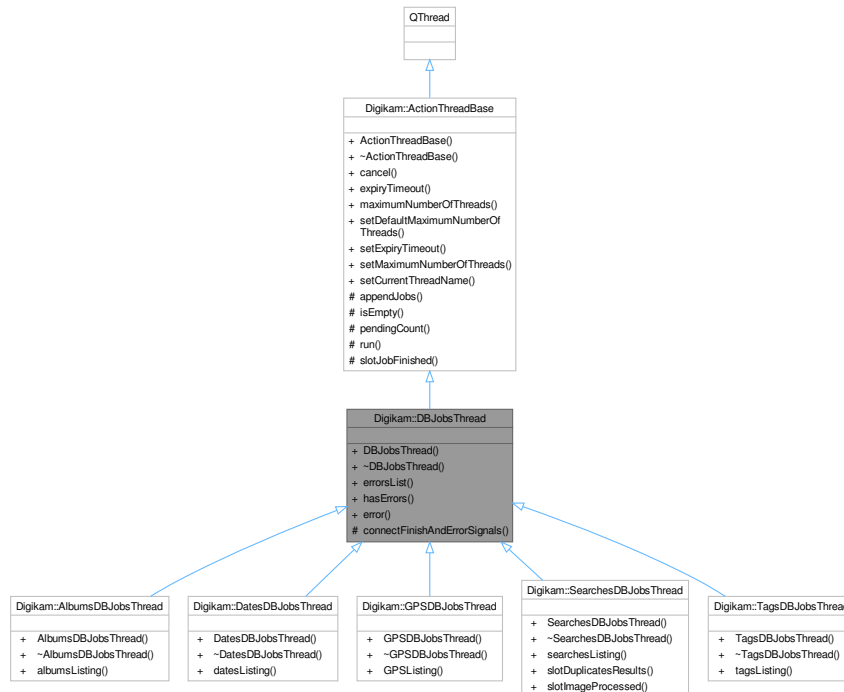 QThread
Digikam::ActionThreadBase
+ ActionThreadBase()
+ ~ActionThreadBase()
+ cancel()
+ expiryTimeout()
+ maximumNumberOfThreads()
+ setDefaultMaximumNumberOf
Threads()
+ setExpiryTimeout()
+ setMaximumNumberOfThreads()
+ setCurrentThreadName()
# appendJobs()
# isEmpty()
# pendingCount()
# run()
# slotJobFinished()
Digikam::DBJobsThread
+ DBJobsThread()
+ ~DBJobsThread()
+ errorsList()
+ hasErrors()
+ error()
# connectFinishAndErrorSignals()
Digikam::AlbumsDBJobsThread
+ AlbumsDBJobsThread()
+ ~AlbumsDBJobsThread()
+ albumsListing()
Digikam::DatesDBJobsThread
+ DatesDBJobsThread()
+ ~DatesDBJobsThread()
+ datesListing()
Digikam::GPSDBJobsThread
+ GPSDBJobsThread()
+ ~GPSDBJobsThread()
+ GPSListing()
Digikam::SearchesDBJobsThread
+ SearchesDBJobsThread()
+ ~SearchesDBJobsThread()
+ searchesListing()
+ slotDuplicatesResults()
+ slotImageProcessed()
Digikam::TagsDBJobsThread
+ TagsDBJobsThread()
+ ~TagsDBJobsThread()
+ tagsListing()